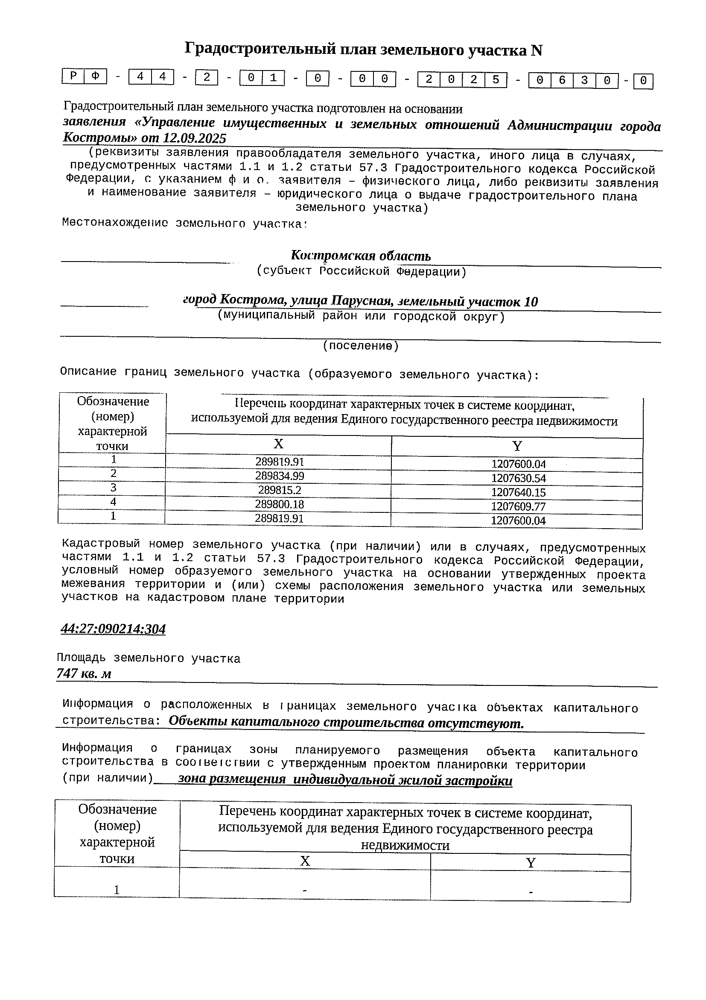 Градостроительный план земельного участка N
Р Ф - 4 4 - 2 - 0 1 - 0 - 0 0 - 2 0 2 5 - 0 6 3 0 - 0
Градостроительный план земельного участка подготовлен на основании
заявления «Управление имущественных и земельных отношений Администрации города
Костромы» от 12.09.2025
(реквизиты заявления правообладателя земельного участка, иного лица в случаях,
предусмотренных частями 1.1 и 1.2 статьи 57.3 Градостроительного кодекса Российской
Федерации, с указанием ф.и.о. заявителя – физического лица, либо реквизиты заявления
и наименование заявителя – юридического лица о выдаче градостроительного плана
земельного участка)
Местонахождение земельного участка:
Костромская область
(субъект Российской Федерации)
город Кострома, улица Парусная, земельный участок 10
(муниципальный район или городской округ)
(поселение)
Описание границ земельного участка (образуемого земельного участка):
Обозначение (номер) характерной точки
Перечень координат характерных точек в системе координат,
используемой для ведения Единого государственного реестра недвижимости
X Y
1 289819.91 1207600.04
2 289834.99 1207630.54
3 289815.2 1207640.15
4 289800.18 1207609.77
1 289819.91 1207600.04
Кадастровый номер земельного участка (при наличии) или в случаях, предусмотренных
частями 1.1 и 1.2 статьи 57.3 Градостроительного кодекса Российской Федерации,
условный номер образуемого земельного участка на основании утвержденных проекта
межевания территории и (или) схемы расположения земельного участка или земельных
участков на кадастровом плане территории
44:27:090214:304
Площадь земельного участка
747 кв. м
Информация о расположенных в границах земельного участка объектах капитального
строительства: Объекты капитального строительства отсутствуют.
Информация о границах зоны планируемого размещения объекта капитального
строительства в соответствии с утвержденным проектом планировки территории
(при наличии) зона размещения индивидуальной жилой застройки
Обозначение (номер) характерной точки
Перечень координат характерных точек в системе координат,
используемой для ведения Единого государственного реестра
недвижимости
X Y
1 - -